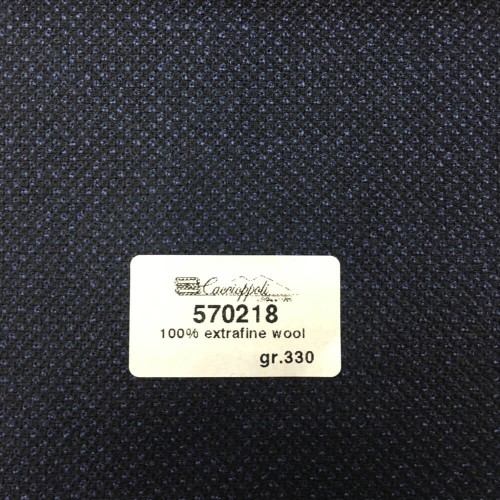 Caccioppoli
570218
100% extrafine wool
gr.330